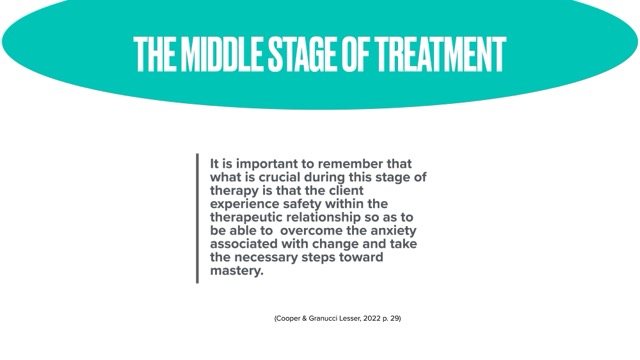 THE MIDDLE STAGE OF TREATMENT
It is important to remember that
what is crucial during this stage of
therapy is that the client
experience safety within the
therapeutic relationship so as to
be able to  overcome the anxiety
associated with change and take
the necessary steps toward
mastery.
(Cooper & Granucci Lesser, 2022 p. 29)